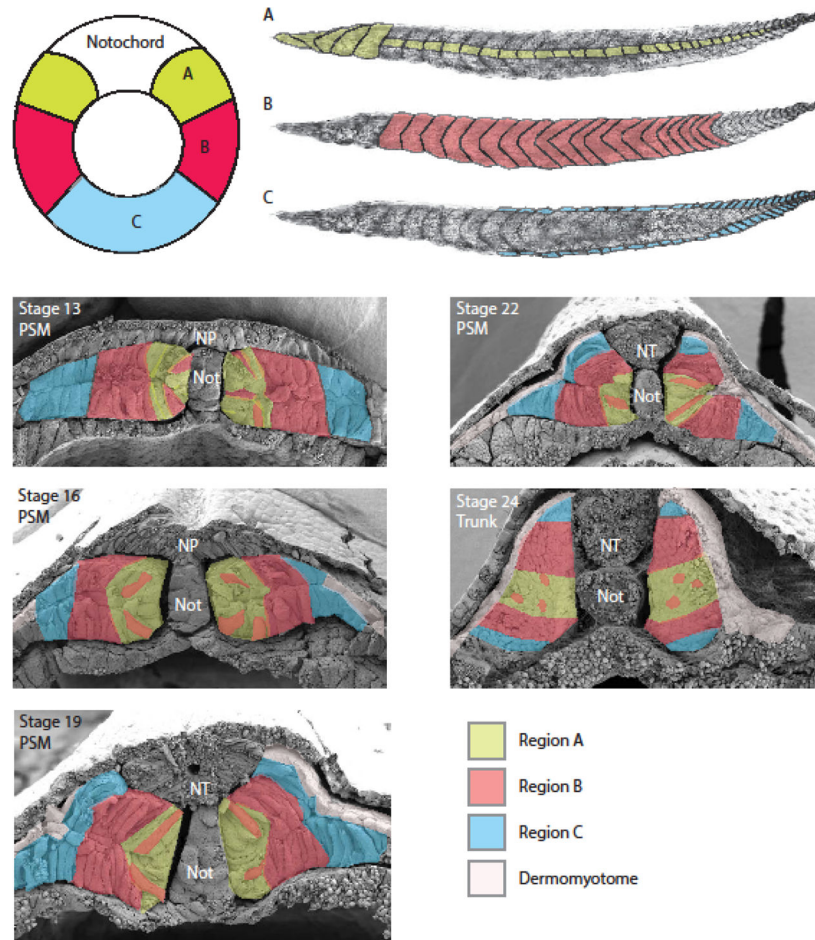 Notochord
A
B
C
A
B
C
Stage 13
PSM
NP
Not
Stage 22
PSM
NT
Not
Stage 16
PSM
NP
Not
Stage 24
Trunk
NT
Not
Stage 19
PSM
NT
Not
Region A
Region B
Region C
Dermomyotome